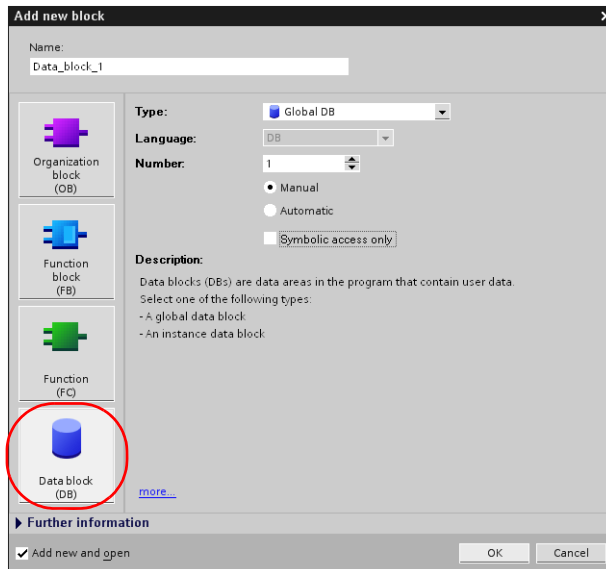 Add new block
Name:
Data_block_1
Organization
block
(OB)
Function
block
(FB)
Function
(FC)
Data block
(DB)
Type:
Global DB
Language:
DB
Number:
1
Manual
Automatic
Symbolic access only
Description:
Data blocks (DBs) are data areas in the program that contain user data.
Select one of the following types:
- A global data block
- An instance data block
more...
Further information
Add new and open
OK
Cancel